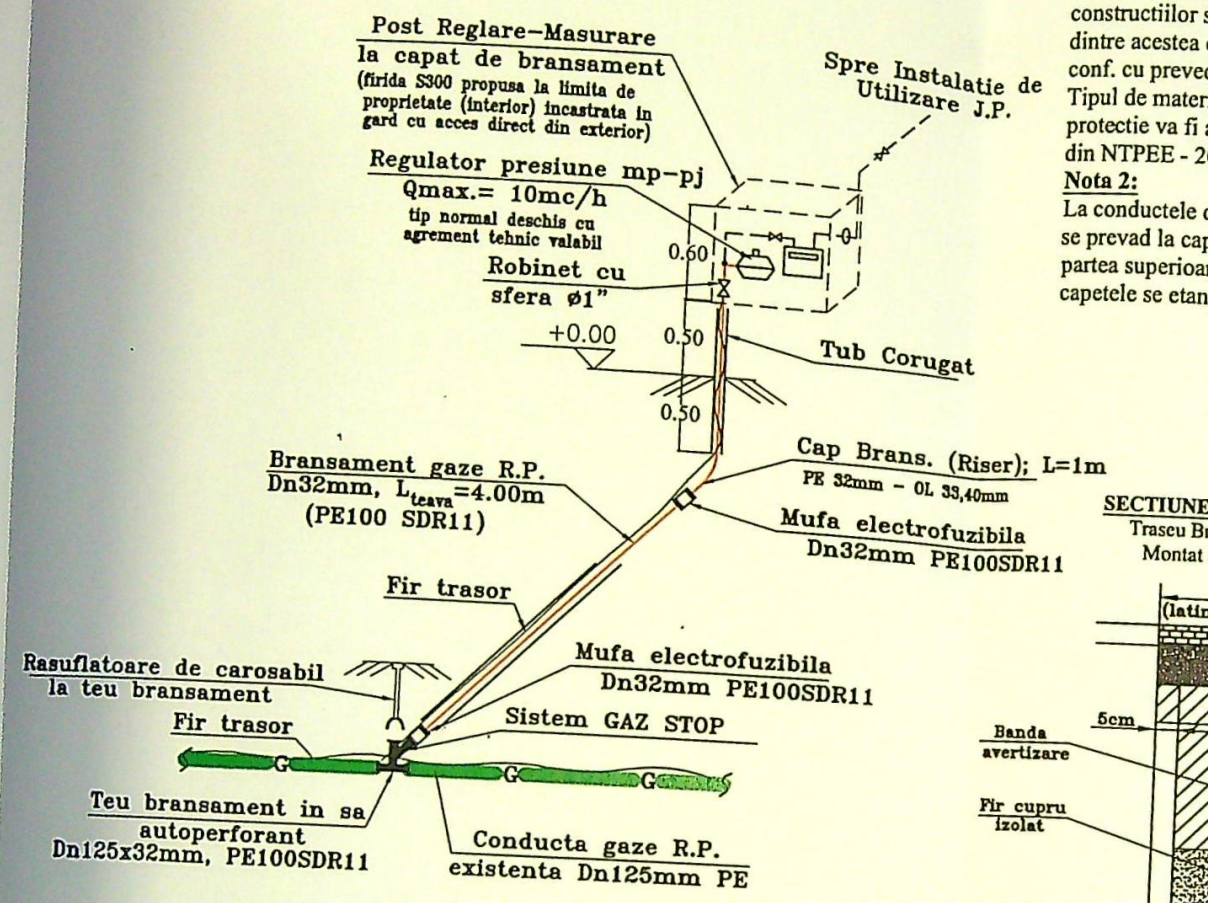 Post Reglare-Masurare
la capat de bransament
(firida S300 propusa la limita de
proprietate (interior) incastrata in
gard cu acces direct din exterior)
Spre Instalatie de
Utilizare J.P.
Regulator presiune mp-pj
Qmax.= 10mc/h
tip normal deschis cu
agrement tehnic valabil
0.60
Robinet cu
sfera ø1"
+0.00
0.50
Tub Corugat
0.50
Bransament gaze R.P.
Dn32mm, Lteava=4.00m
(PE100 SDR11)
Cap Brans. (Riser); L=1m
PE 32mm - OL 33,40mm
Mufa electrofuzibila
Dn32mm PE100SDR11
Fir trasor
Rasuflatoare de carosabil
la teu bransament
Mufa electrofuzibila
Dn32mm PE100SDR11
Fir trasor
Sistem GAZ STOP
G
G
G
Teu bransament in sa
autoperforant
Dn125x32mm, PE100SDR11
Conducta gaze R.P.
existenta Dn125mm PE
constructiilor
dintre acestea
conf. cu
Tipul de
protectie va fi
din NTPEE -
Nota 2:
La conductele
se prevad la
partea
capetele se
SECTIUNE
Traseu
Montat
5cm
Banda
avertizare
Fir cupru
izolat